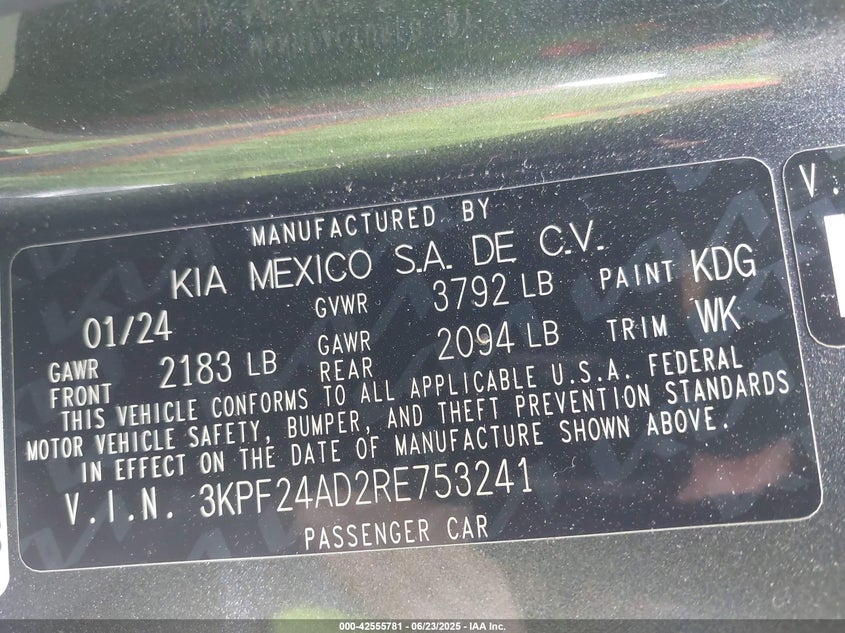 MANUFACTURED BY
KIA MEXICO S.A. DE C.V.
01/24 GVWR 3792 LB PAINT KDG
GAWR FRONT 2183 LB GAWR REAR 2094 LB TRIM WK
THIS VEHICLE CONFORMS TO ALL APPLICABLE U.S.A. FEDERAL
MOTOR VEHICLE SAFETY, BUMPER, AND THEFT PREVENTION STANDARDS
IN EFFECT ON THE DATE OF MANUFACTURE SHOWN ABOVE.
V.I.N. 3KPF24AD2RE753241
PASSENGER CAR
V.
000-42555781 - 06/23/2025 - IAA Inc.